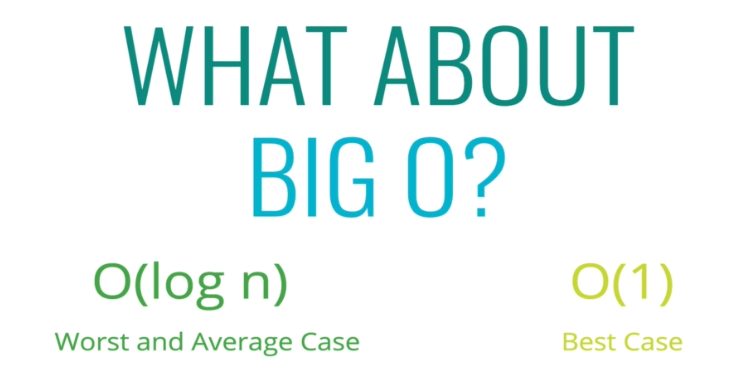 WHAT ABOUT
BIG O?
O(log n)
O(1)
Worst and Average Case
Best Case